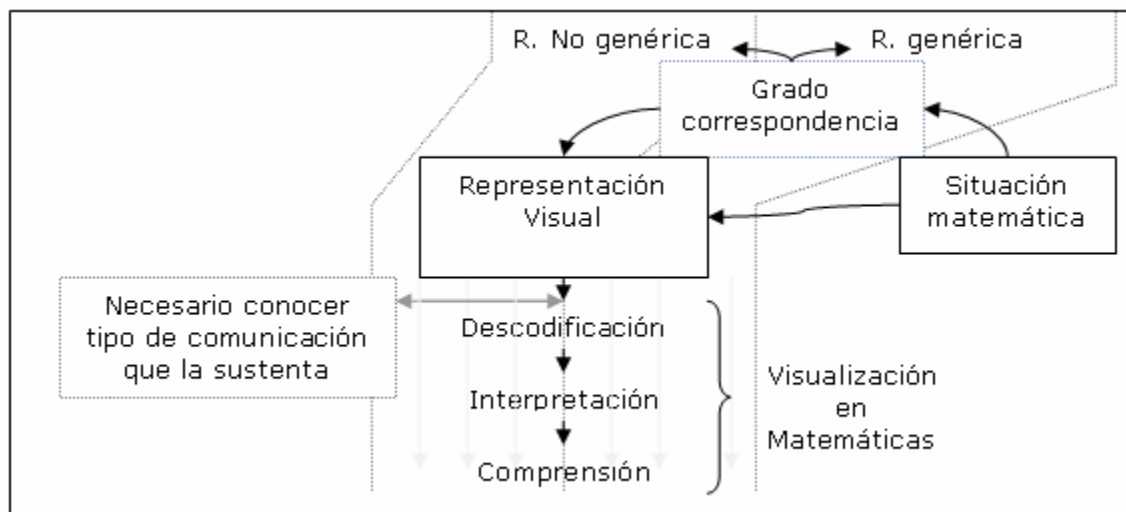 R. No genérica
R. genérica
Grado
correspondencia
Representación
Visual
Situación
matemática
Necesario conocer
tipo de comunicación
que la sustenta
Descodificación
Interpretación
Comprensión
Visualización
en
Matemáticas